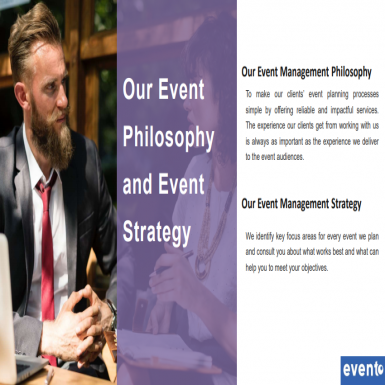 Our Event
Philosophy
and Event
Strategy
Our Event Management Philosophy
To make our clients' event planning processes
simple by offering reliable and impactful services.
The experience our clients get from working with us
is always as important as the experience we deliver
to the event audiences.
Our Event Management Strategy
We identify key focus areas for every event we plan
and consult you about what works best and what can
help you to meet your objectives.
event